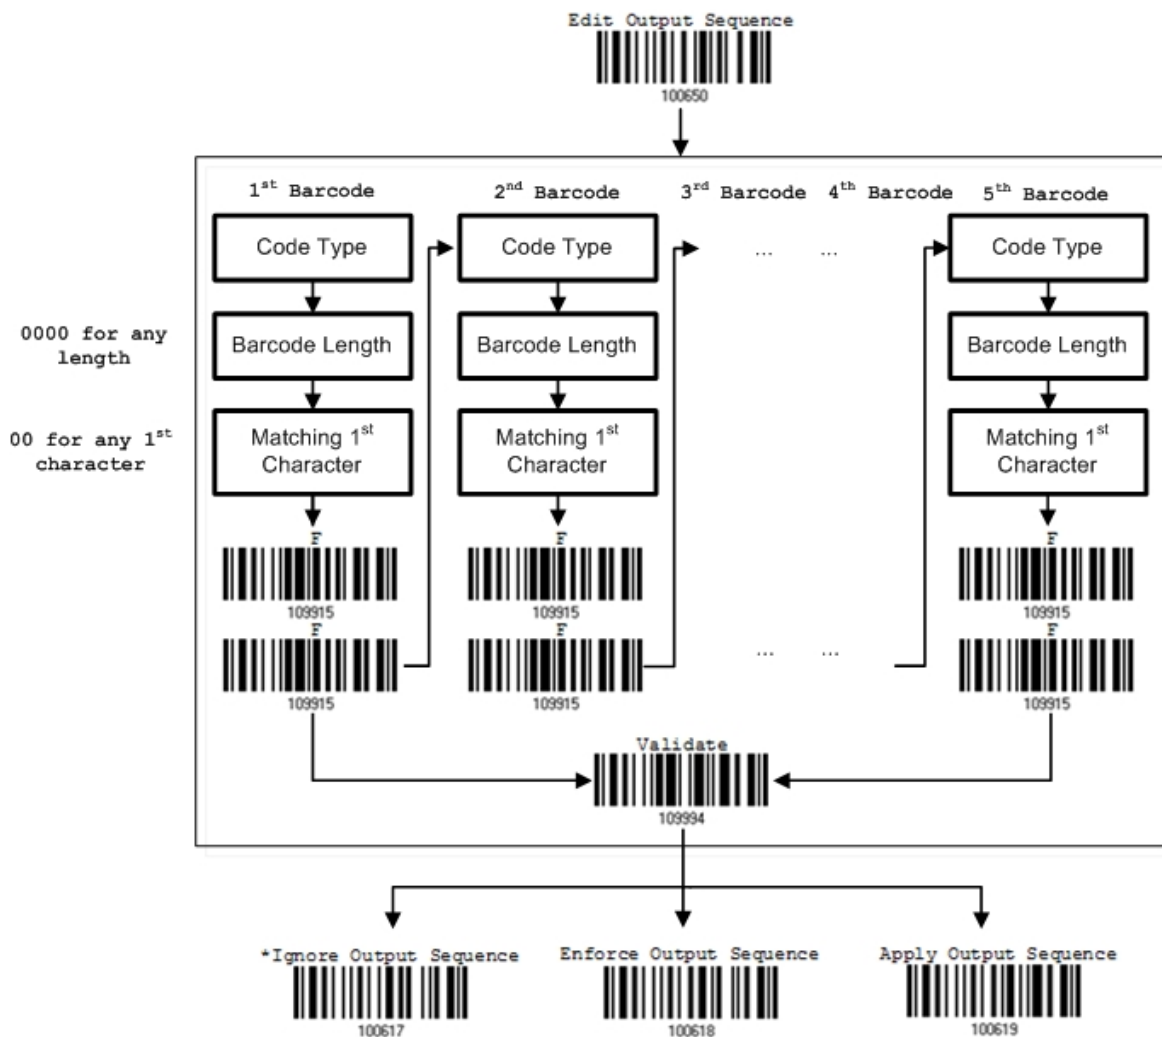 Edit Output Sequence
100650
1st Barcode
2nd Barcode
3rd Barcode
4th Barcode
5th Barcode
Code Type
Code Type
... ...
Code Type
0000 for any
length
Barcode Length
Barcode Length
Barcode Length
00 for any 1st
character
Matching 1st
Character
Matching 1st
Character
Matching 1st
Character
F
F
F
109915
109915
109915
F
F
F
... ...
109915
109915
109915
Validate
109994
*Ignore Output Sequence
Enforce Output Sequence
Apply Output Sequence
100617
100618
100619